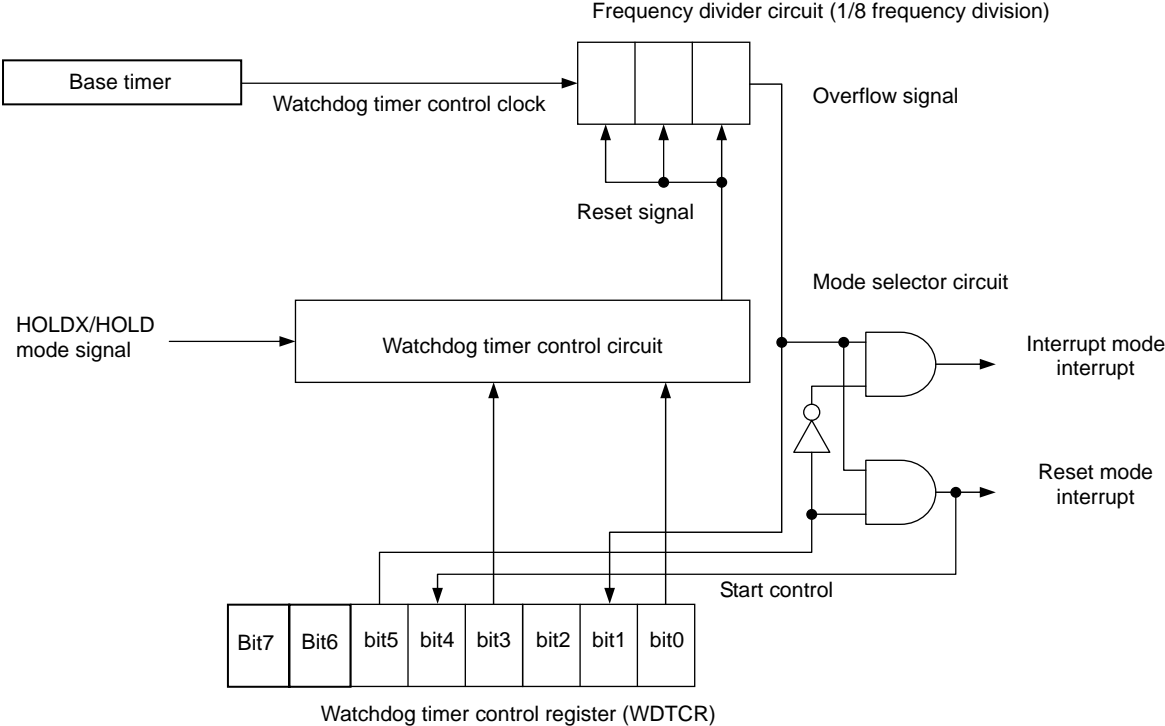 Frequency divider circuit (1/8 frequency division)
Base timer
Watchdog timer control clock
Overflow signal
Reset signal
Mode selector circuit
HOLDX/HOLD
mode signal
Watchdog timer control circuit
Interrupt mode
interrupt
Reset mode
interrupt
Start control
Bit7 Bit6 bit5 bit4 bit3 bit2 bit1 bit0
Watchdog timer control register (WDTCR)